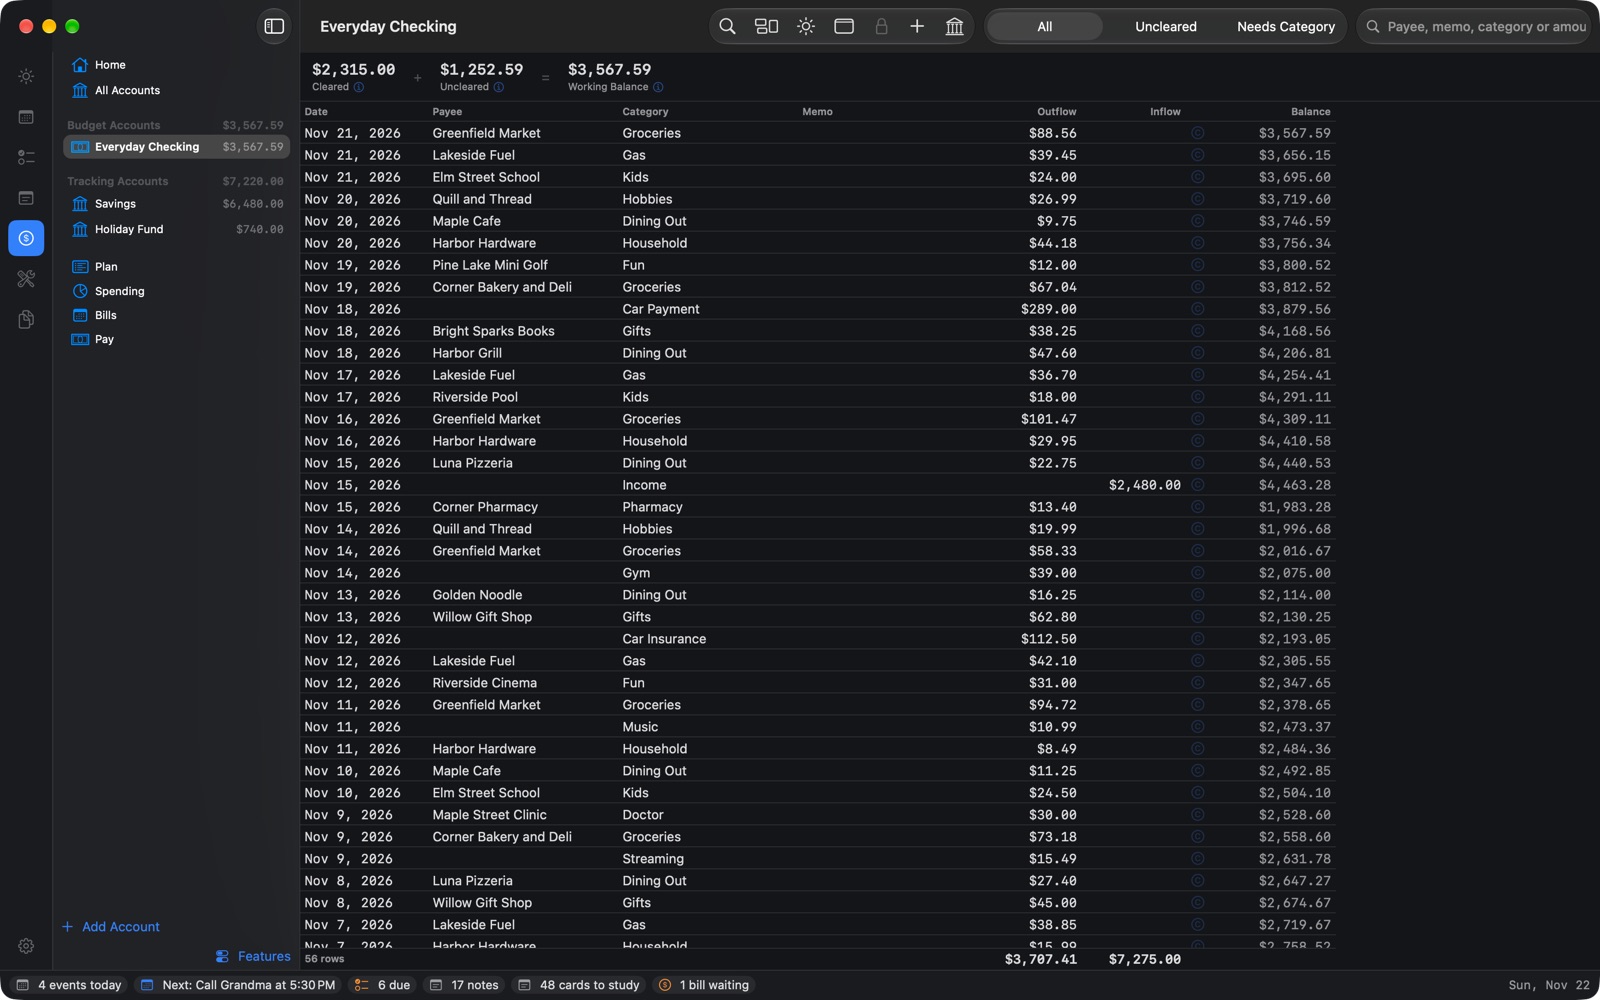 Everyday Checking
All
Uncleared
Needs Category
Payee, memo, category or amou
Home
All Accounts
Budget Accounts $3,567.59
Everyday Checking $3,567.59
Tracking Accounts $7,220.00
Savings $6,480.00
Holiday Fund $740.00
Plan
Spending
Bills
Pay
+ Add Account
Features
$2,315.00 + $1,252.59 = $3,567.59
Cleared Uncleared Working Balance
Date Payee Category Memo Outflow Inflow Balance
Nov 21, 2026 Greenfield Market Groceries $88.56 $3,567.59
Nov 21, 2026 Lakeside Fuel Gas $39.45 $3,656.15
Nov 21, 2026 Elm Street School Kids $24.00 $3,695.60
Nov 20, 2026 Quill and Thread Hobbies $26.99 $3,719.60
Nov 20, 2026 Maple Cafe Dining Out $9.75 $3,746.59
Nov 20, 2026 Harbor Hardware Household $44.18 $3,756.34
Nov 19, 2026 Pine Lake Mini Golf Fun $12.00 $3,800.52
Nov 19, 2026 Corner Bakery and Deli Groceries $67.04 $3,812.52
Nov 18, 2026 Car Payment $289.00 $3,879.56
Nov 18, 2026 Bright Sparks Books Gifts $38.25 $4,168.56
Nov 18, 2026 Harbor Grill Dining Out $47.60 $4,206.81
Nov 17, 2026 Lakeside Fuel Gas $36.70 $4,254.41
Nov 17, 2026 Riverside Pool Kids $18.00 $4,291.11
Nov 16, 2026 Greenfield Market Groceries $101.47 $4,309.11
Nov 16, 2026 Harbor Hardware Household $29.95 $4,410.58
Nov 15, 2026 Luna Pizzeria Dining Out $22.75 $4,440.53
Nov 15, 2026 Income $2,480.00 $4,463.28
Nov 15, 2026 Corner Pharmacy Pharmacy $13.40 $1,983.28
Nov 14, 2026 Quill and Thread Hobbies $19.99 $1,996.68
Nov 14, 2026 Greenfield Market Groceries $58.33 $2,016.67
Nov 14, 2026 Gym $39.00 $2,075.00
Nov 13, 2026 Golden Noodle Dining Out $16.25 $2,114.00
Nov 13, 2026 Willow Gift Shop Gifts $62.80 $2,130.25
Nov 12, 2026 Car Insurance $112.50 $2,193.05
Nov 12, 2026 Lakeside Fuel Gas $42.10 $2,305.55
Nov 12, 2026 Riverside Cinema Fun $31.00 $2,347.65
Nov 11, 2026 Greenfield Market Groceries $94.72 $2,378.65
Nov 11, 2026 Music $10.99 $2,473.37
Nov 11, 2026 Harbor Hardware Household $8.49 $2,484.36
Nov 10, 2026 Maple Cafe Dining Out $11.25 $2,492.85
Nov 10, 2026 Elm Street School Kids $24.50 $2,504.10
Nov 9, 2026 Maple Street Clinic Doctor $30.00 $2,528.60
Nov 9, 2026 Corner Bakery and Deli Groceries $73.18 $2,558.60
Nov 9, 2026 Streaming $15.49 $2,631.78
Nov 8, 2026 Luna Pizzeria Dining Out $27.40 $2,647.27
Nov 8, 2026 Willow Gift Shop Gifts $45.00 $2,674.67
Nov 7, 2026 Lakeside Fuel Gas $38.85 $2,719.67
Nov 7, 2026 Harbor Hardware Household $15.99 $2,758.52
56 rows $3,707.41 $7,275.00
4 events today
Next: Call Grandma at 5:30 PM
6 due
17 notes
48 cards to study
1 bill waiting
Sun, Nov 22